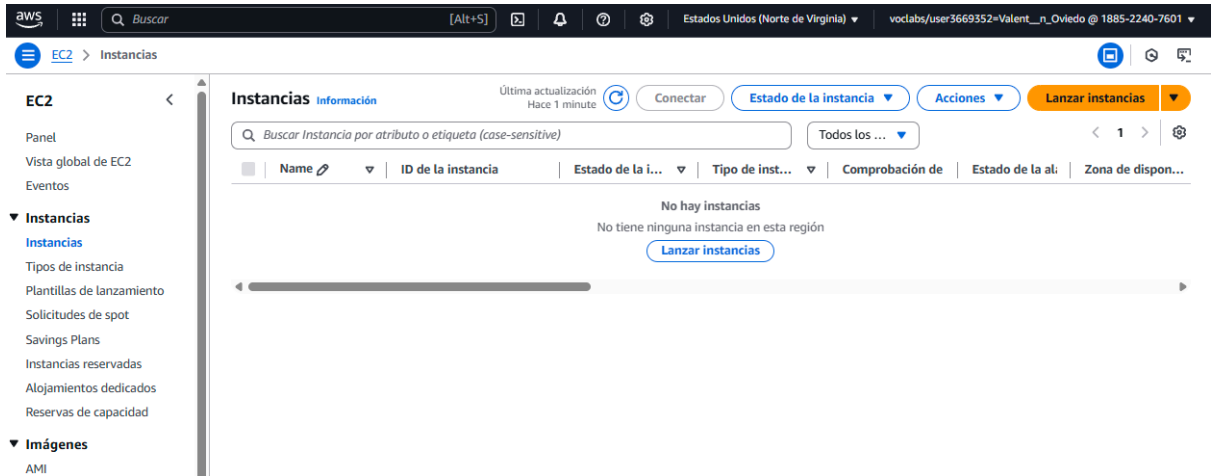 aws
Buscar [Alt+S] Estados Unidos (Norte de Virginia) voclabs/user3669352=Valent__n_Oviedo @ 1885-2240-7601
EC2 > Instancias
EC2
Panel
Vista global de EC2
Eventos
Instancias
Instancias
Tipos de instancia
Plantillas de lanzamiento
Solicitudes de spot
Savings Plans
Instancias reservadas
Alojamientos dedicados
Reservas de capacidad
Imágenes
AMI
Instancias Información
Última actualización
Hace 1 minute
Conectar Estado de la instancia Acciones Lanzar instancias
Buscar Instancia por atributo o etiqueta (case-sensitive) Todos los ... < 1 >
Name ID de la instancia Estado de la i... Tipo de inst... Comprobación de Estado de la al Zona de dispon...
No hay instancias
No tiene ninguna instancia en esta región
Lanzar instancias